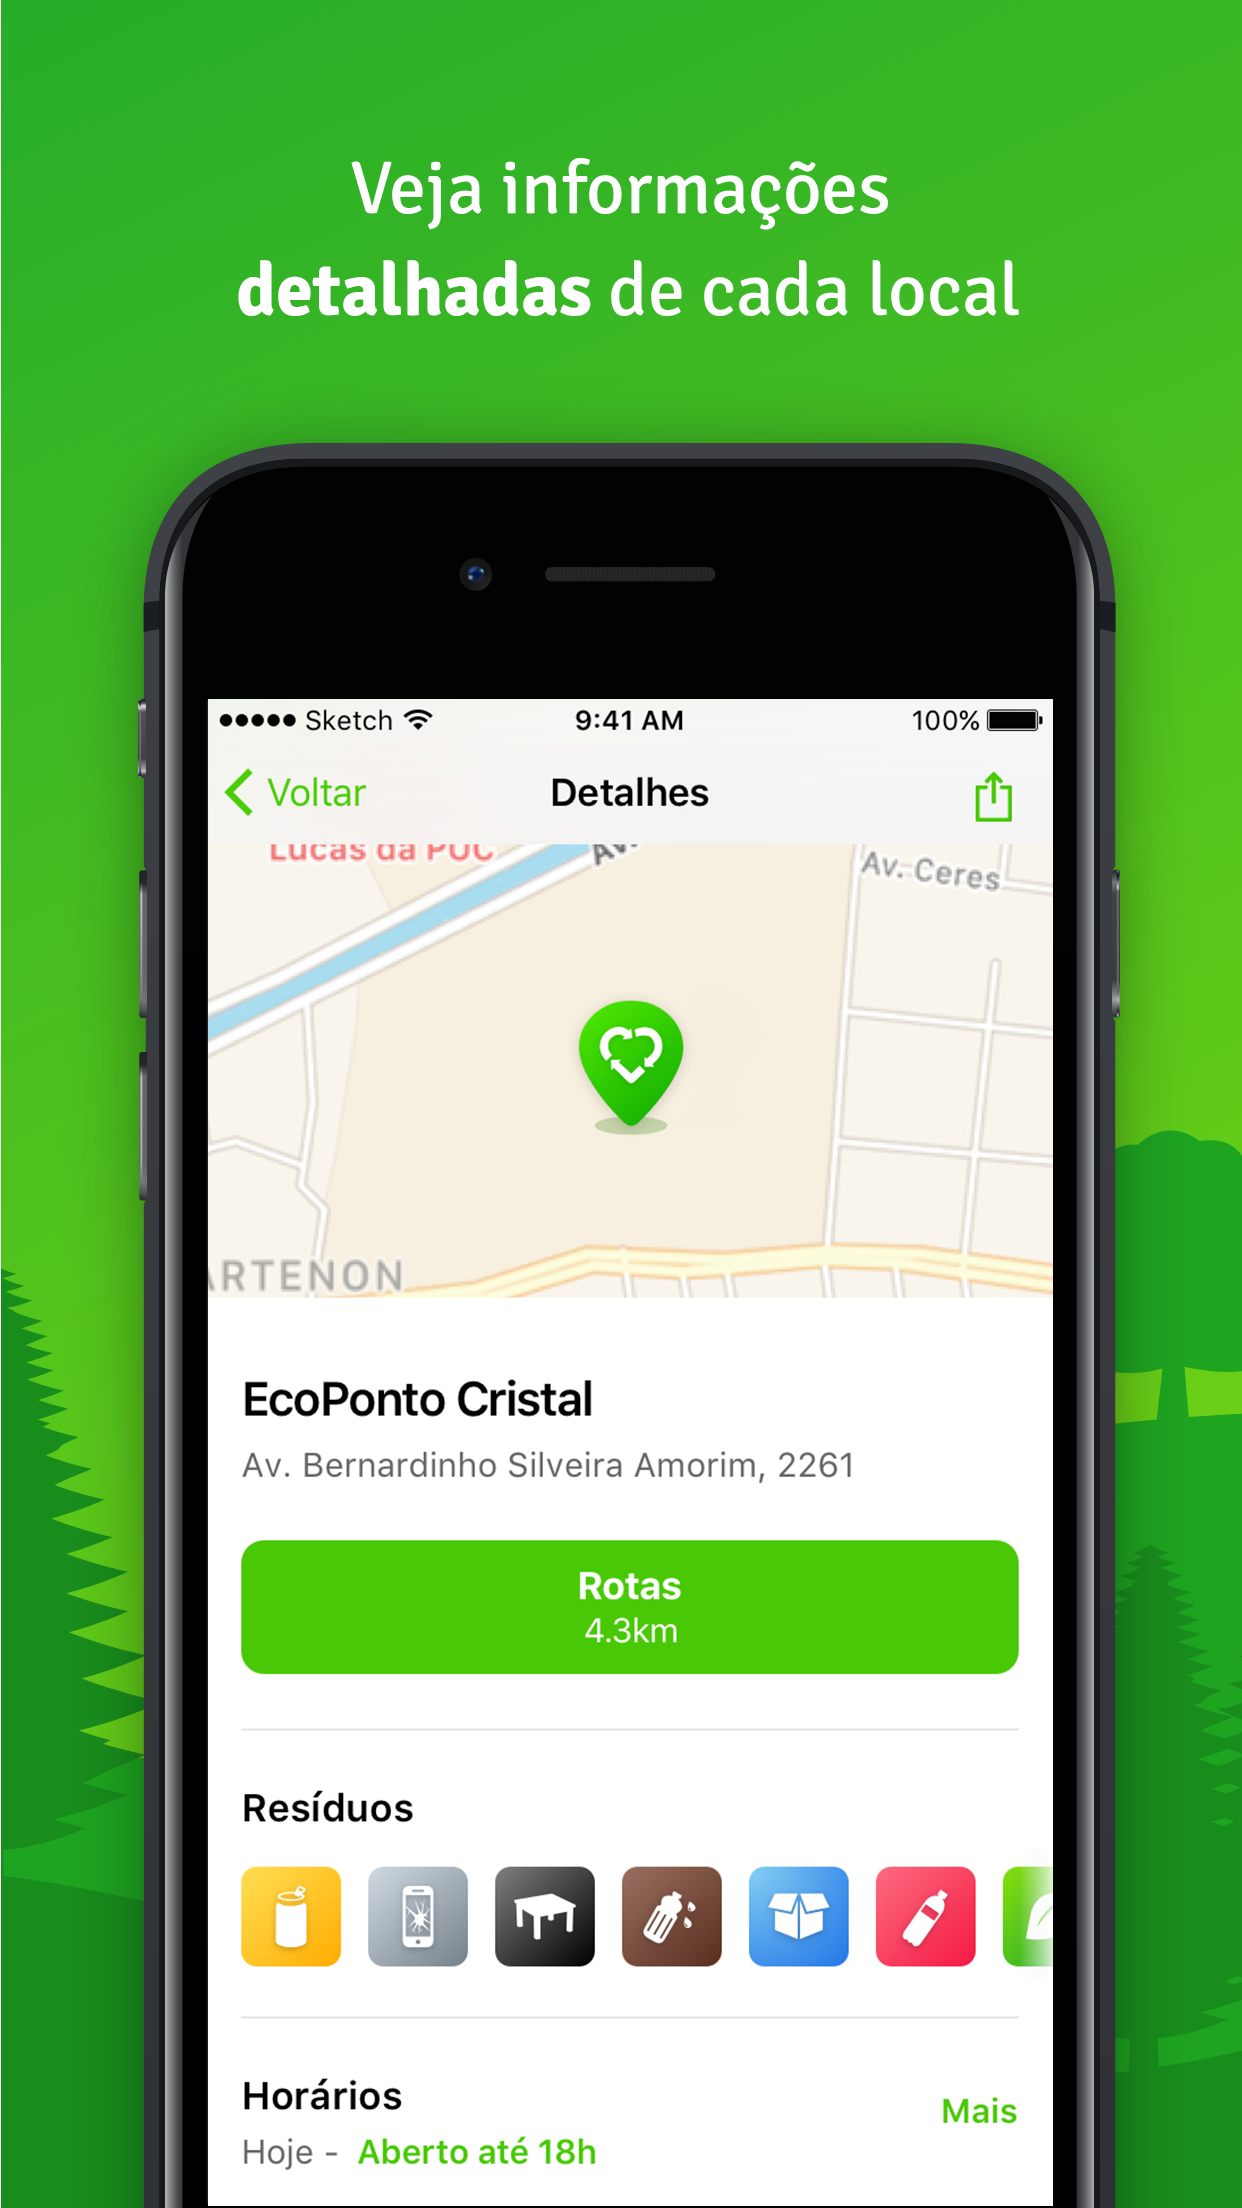 Veja informações
detalhadas de cada local
Sketch 9:41 AM 100%
Voltar Detalhes
Lucas da PUC Av.
Av. Ceres
ARTENON
EcoPonto Cristal
Av. Bernardinho Silveira Amorim, 2261
Rotas
4.3km
Resíduos
Horários
Mais
Hoje - Aberto até 18h